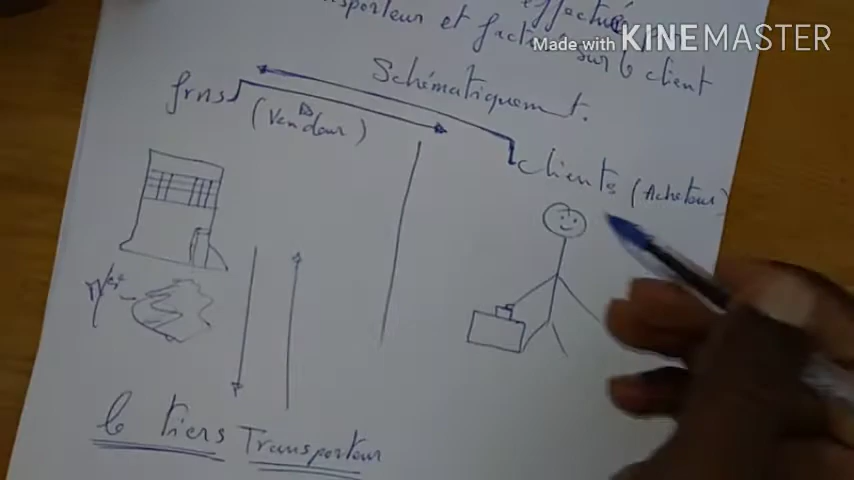 effectué
transporteur et facturé sur le client
Made with KINEMASTER
Schématiquement.
frns
(Vendeur)
clients (Acheteur)
le tiers Transporteur